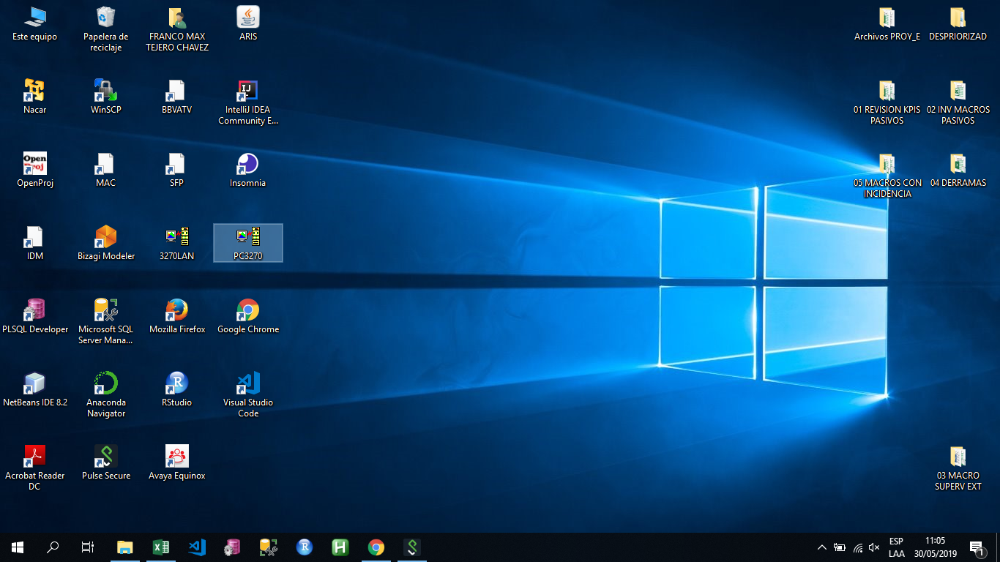 Este equipo
Papelera de
reciclaje
FRANCO MAX
TEJERO CHAVEZ
ARIS
Archivos PROY_E
DESPRIORIZAD
Nacar
WinSCP
BBVATV
IJ
IntelliJ IDEA
Community E...
01 REVISION KPIS
PASIVOS
02 INV MACROS
PASIVOS
Open
Proj
OpenProj
MAC
SFP
Insomnia
05 MACROS CON
INCIDENCIA
04 DERRAMAS
IDM
Bizagi Modeler
3270LAN
PC3270
PLSQL Developer
Microsoft SQL
Server Mana...
Mozilla Firefox
Google Chrome
NetBeans IDE 8.2
Anaconda
Navigator
R
RStudio
Visual Studio
Code
Acrobat Reader
DC
Pulse Secure
Avaya Equinox
03 MACRO
SUPERV EXT
R
H
ESP
LAA
11:05
30/05/2019
1